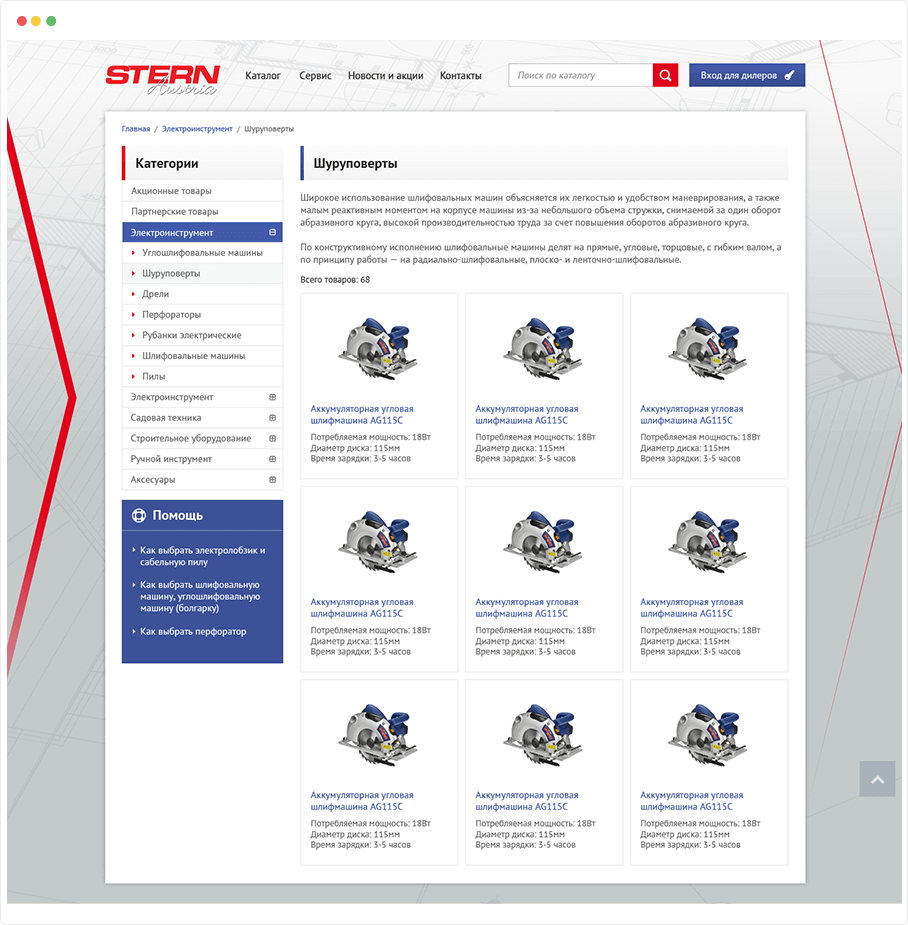 STERN
Austria
Каталог
Сервис
Новости и акции
Контакты
Поиск по каталогу
Вход для дилеров
Главная / Электроинструмент / Шуруповерты
Категории
Акционные товары
Партнерские товары
Электроинструмент
Углошлифовальные машины
Шуруповерты
Дрели
Перфораторы
Рубанки электрические
Шлифовальные машины
Пилы
Электроинструмент
Садовая техника
Строительное уборудование
Ручной инструмент
Аксесуары
Помощь
Как выбрать электролобзик и
сабельную пилу
Как выбрать шлифовальную
машину, углошлифовальную
машину (болгарку)
Как выбрать перфоратор
Шуруповерты
Широкое использование шлифовальных машин объясняется их легкостью и удобством маневрирования, а также
малым реактивным моментом на корпусе машины из-за небольшого объема стружки, снимаемой за один оборот
абразивного круга, высокой производительностью труда за счет повышения оборотов абразивного круга.
По конструктивному исполнению шлифовальные машины делят на прямые, угловые, торцовые, с гибким валом, а
по принципу работы — на радиально-шлифовальные, плоско- и ленточно-шлифовальные.
Всего товаров: 68
Аккумуляторная угловая
шлифмашина AG115C
Потребляемая мощность: 18Вт
Диаметр диска: 115мм
Время зарядки: 3-5 часов
Аккумуляторная угловая
шлифмашина AG115C
Потребляемая мощность: 18Вт
Диаметр диска: 115мм
Время зарядки: 3-5 часов
Аккумуляторная угловая
шлифмашина AG115C
Потребляемая мощность: 18Вт
Диаметр диска: 115мм
Время зарядки: 3-5 часов
Аккумуляторная угловая
шлифмашина AG115C
Потребляемая мощность: 18Вт
Диаметр диска: 115мм
Время зарядки: 3-5 часов
Аккумуляторная угловая
шлифмашина AG115C
Потребляемая мощность: 18Вт
Диаметр диска: 115мм
Время зарядки: 3-5 часов
Аккумуляторная угловая
шлифмашина AG115C
Потребляемая мощность: 18Вт
Диаметр диска: 115мм
Время зарядки: 3-5 часов
Аккумуляторная угловая
шлифмашина AG115C
Потребляемая мощность: 18Вт
Диаметр диска: 115мм
Время зарядки: 3-5 часов
Аккумуляторная угловая
шлифмашина AG115C
Потребляемая мощность: 18Вт
Диаметр диска: 115мм
Время зарядки: 3-5 часов
Аккумуляторная угловая
шлифмашина AG115C
Потребляемая мощность: 18Вт
Диаметр диска: 115мм
Время зарядки: 3-5 часов